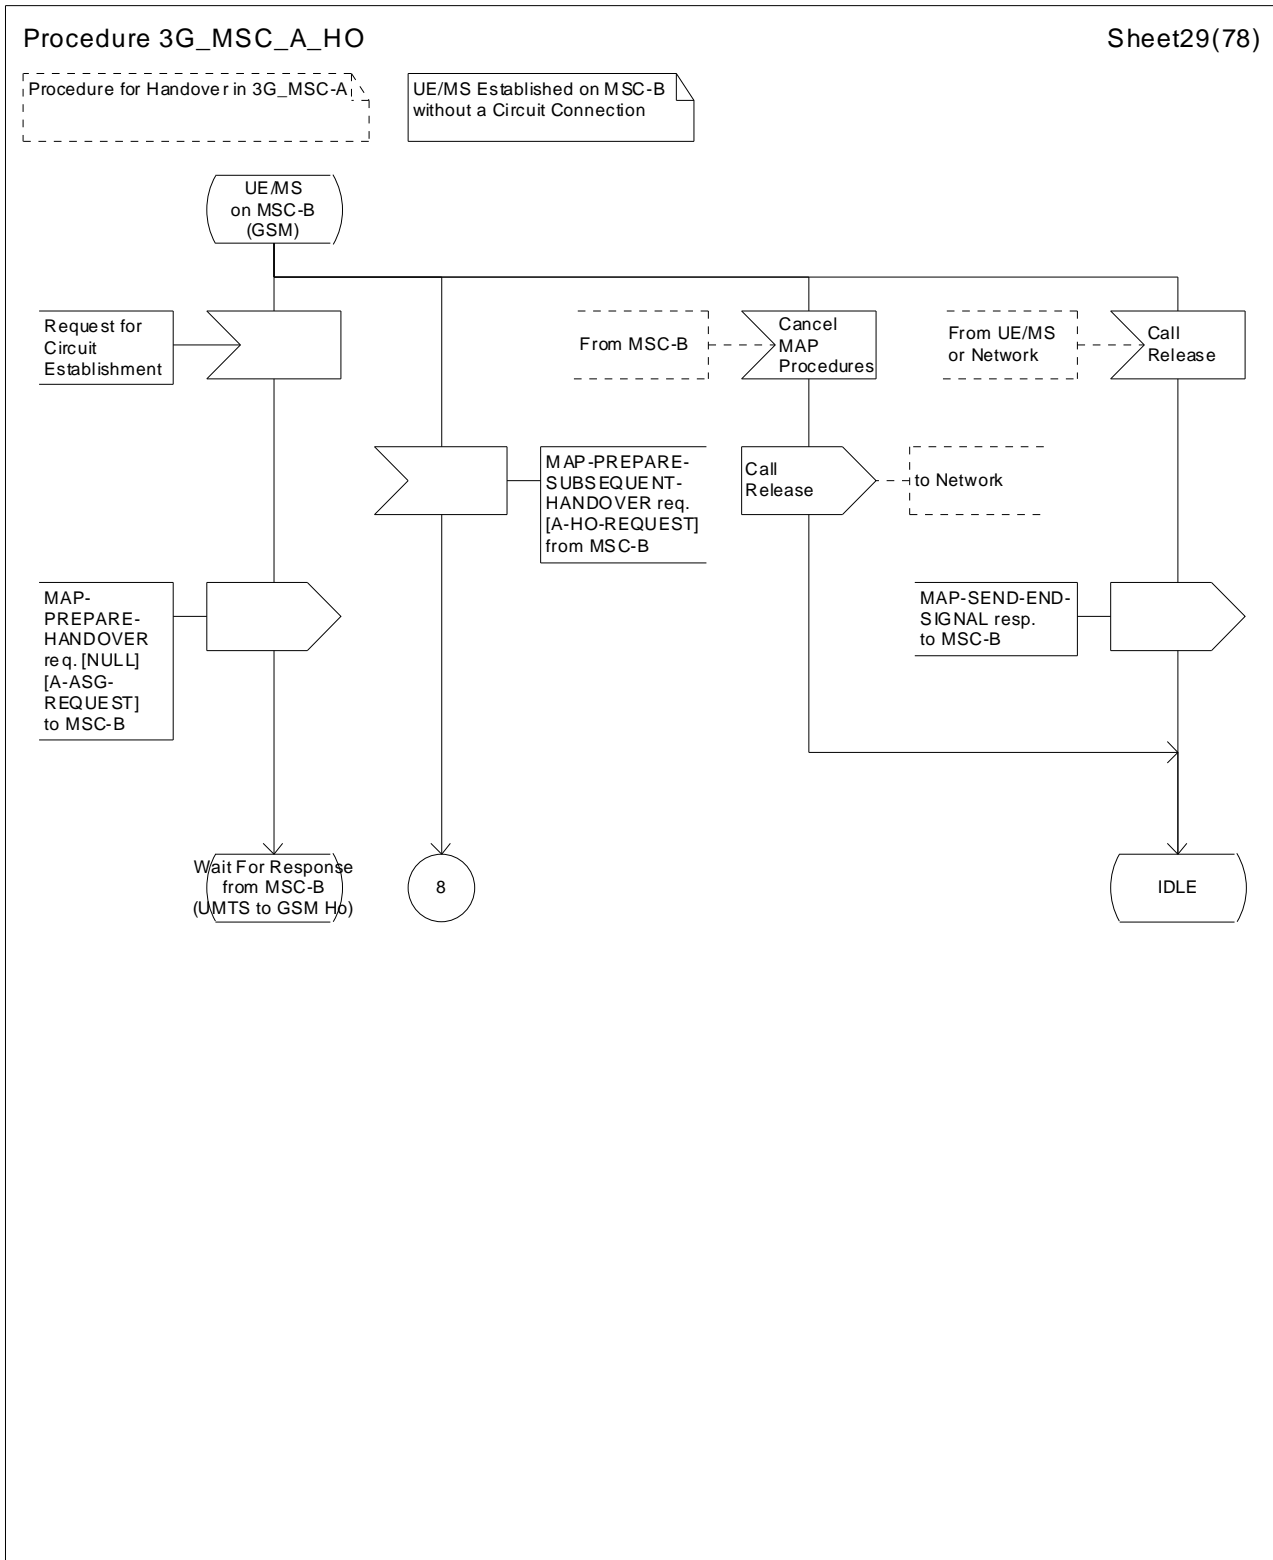 Procedure 3G_MSC_A_HO
Sheet29(78)
Procedure for Handover in 3G_MSC-A
UE/MS Established on MSC-B
without a Circuit Connection
UE/MS
on MSC-B
(GSM)
Request for
Circuit
Establishment
From MSC-B
Cancel
MAP
Procedures
From UE/MS
or Network
Call
Release
MAP-PREPARE-
SUBSEQUENT-
HANDOVER req.
[A-HO-REQUEST]
from MSC-B
Call
Release
to Network
MAP-
PREPARE-
HANDOVER
req. [NULL]
[A-ASG-
REQUEST]
to MSC-B
MAP-SEND-END-
SIGNAL resp.
to MSC-B
Wait For Response
from MSC-B
(UMTS to GSM Ho)
8
IDLE